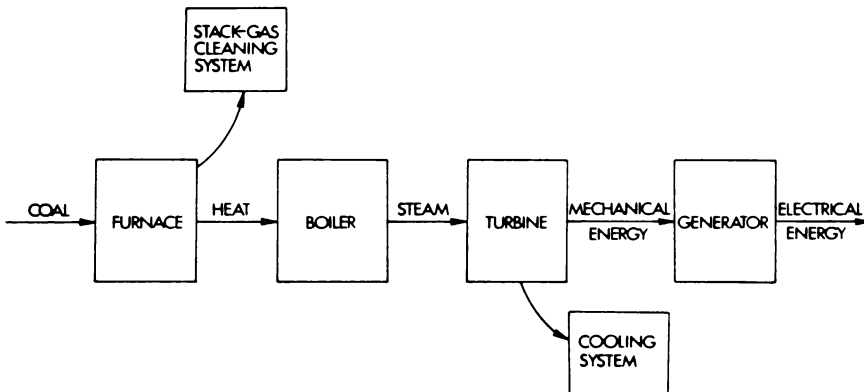 STACK-GAS
CLEANING
SYSTEM
COAL
FURNACE
HEAT
BOILER
STEAM
TURBINE
MECHANICAL
ENERGY
GENERATOR
ELECTRICAL
ENERGY
COOLING
SYSTEM